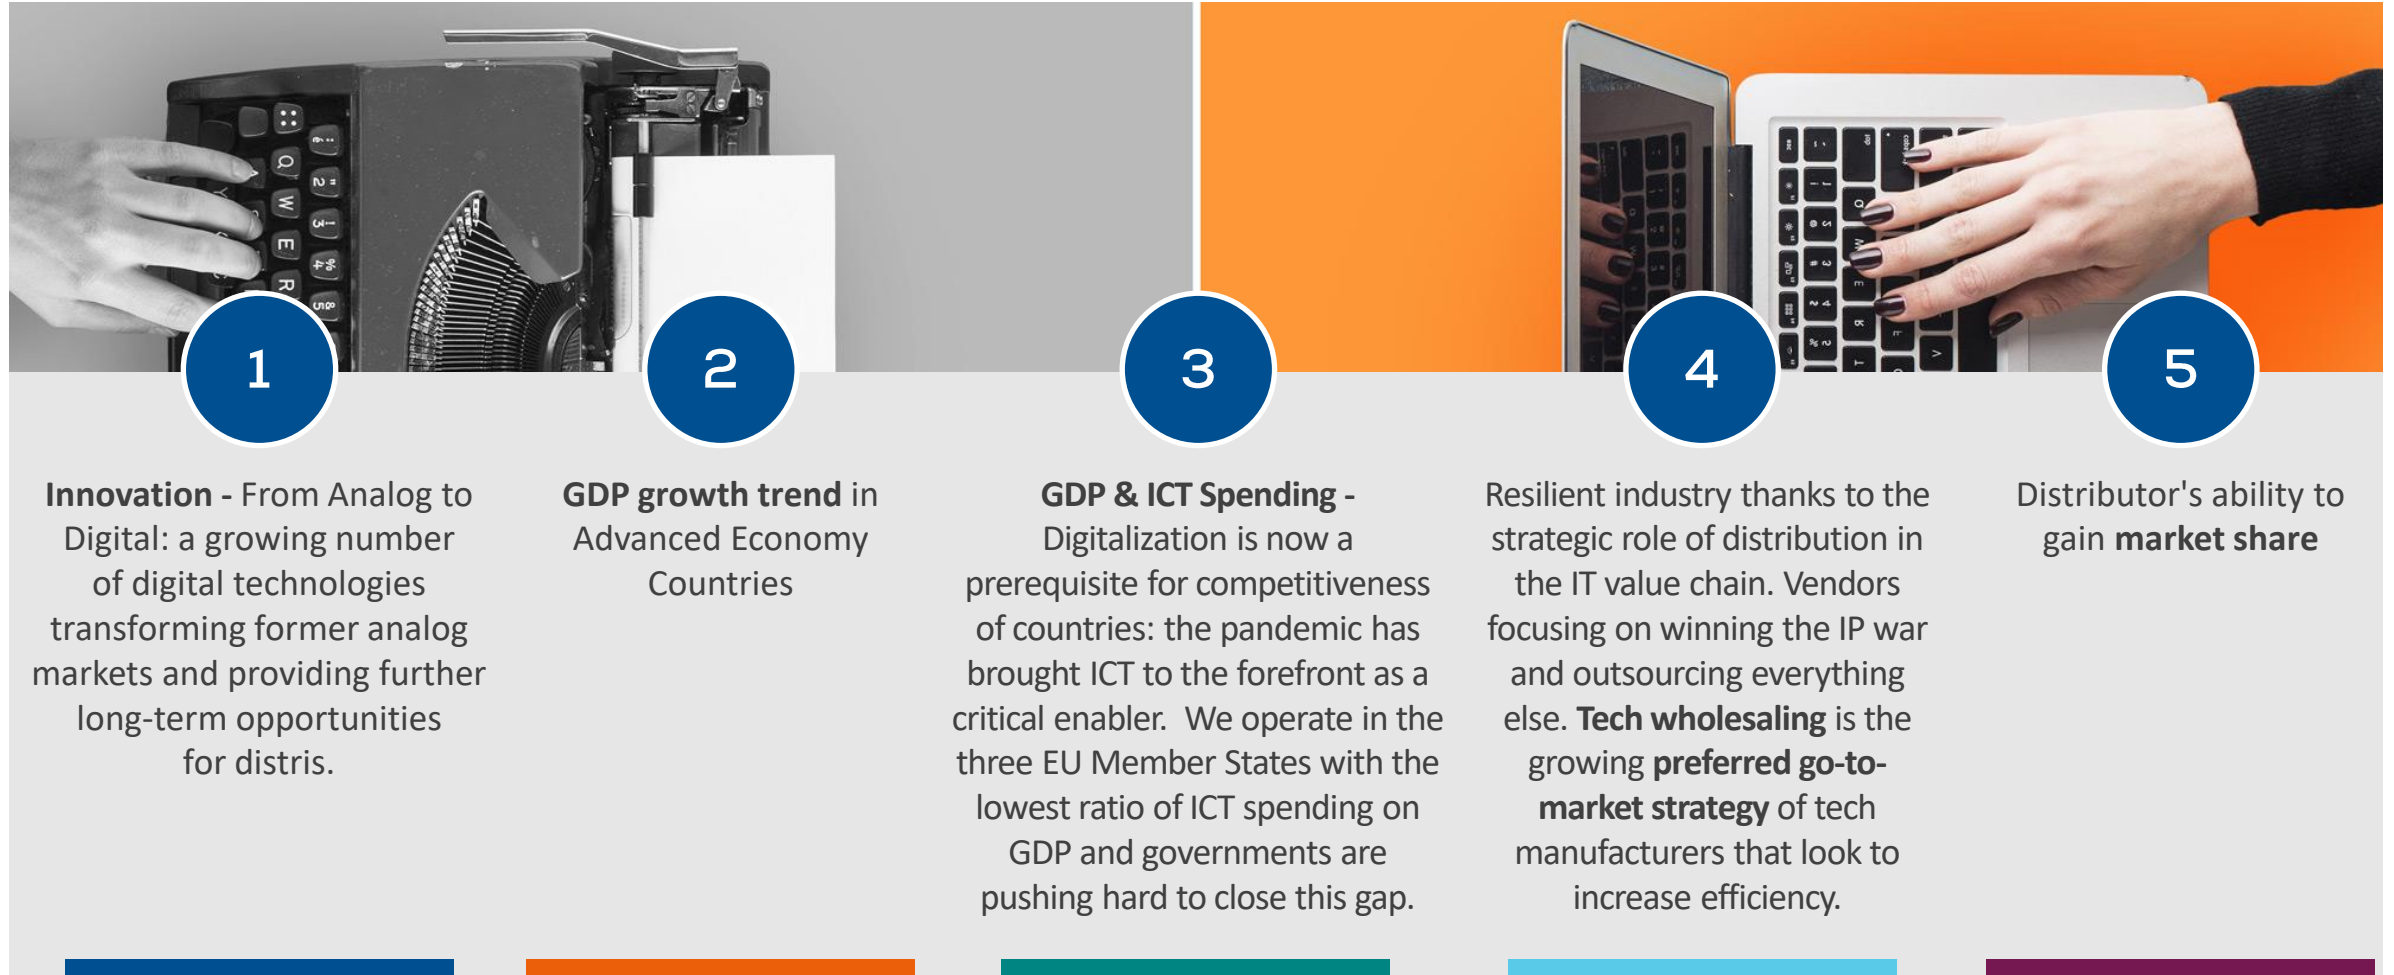 1
Innovation - From Analog to
Digital: a growing number
of digital technologies
transforming former analog
markets and providing further
long-term opportunities
for distris.
2
GDP growth trend in
Advanced Economy
Countries
3
GDP & ICT Spending -
Digitalization is now a
prerequisite for competitiveness
of countries: the pandemic has
brought ICT to the forefront as a
critical enabler.  We operate in the
three EU Member States with the
lowest ratio of ICT spending on
GDP and governments are
pushing hard to close this gap.
4
Resilient industry thanks to the
strategic role of distribution in
the IT value chain. Vendors
focusing on winning the IP war
and outsourcing everything
else. Tech wholesaling is the
growing preferred go-to-
market strategy of tech
manufacturers that look to
increase efficiency.
5
Distributor's ability to
gain market share